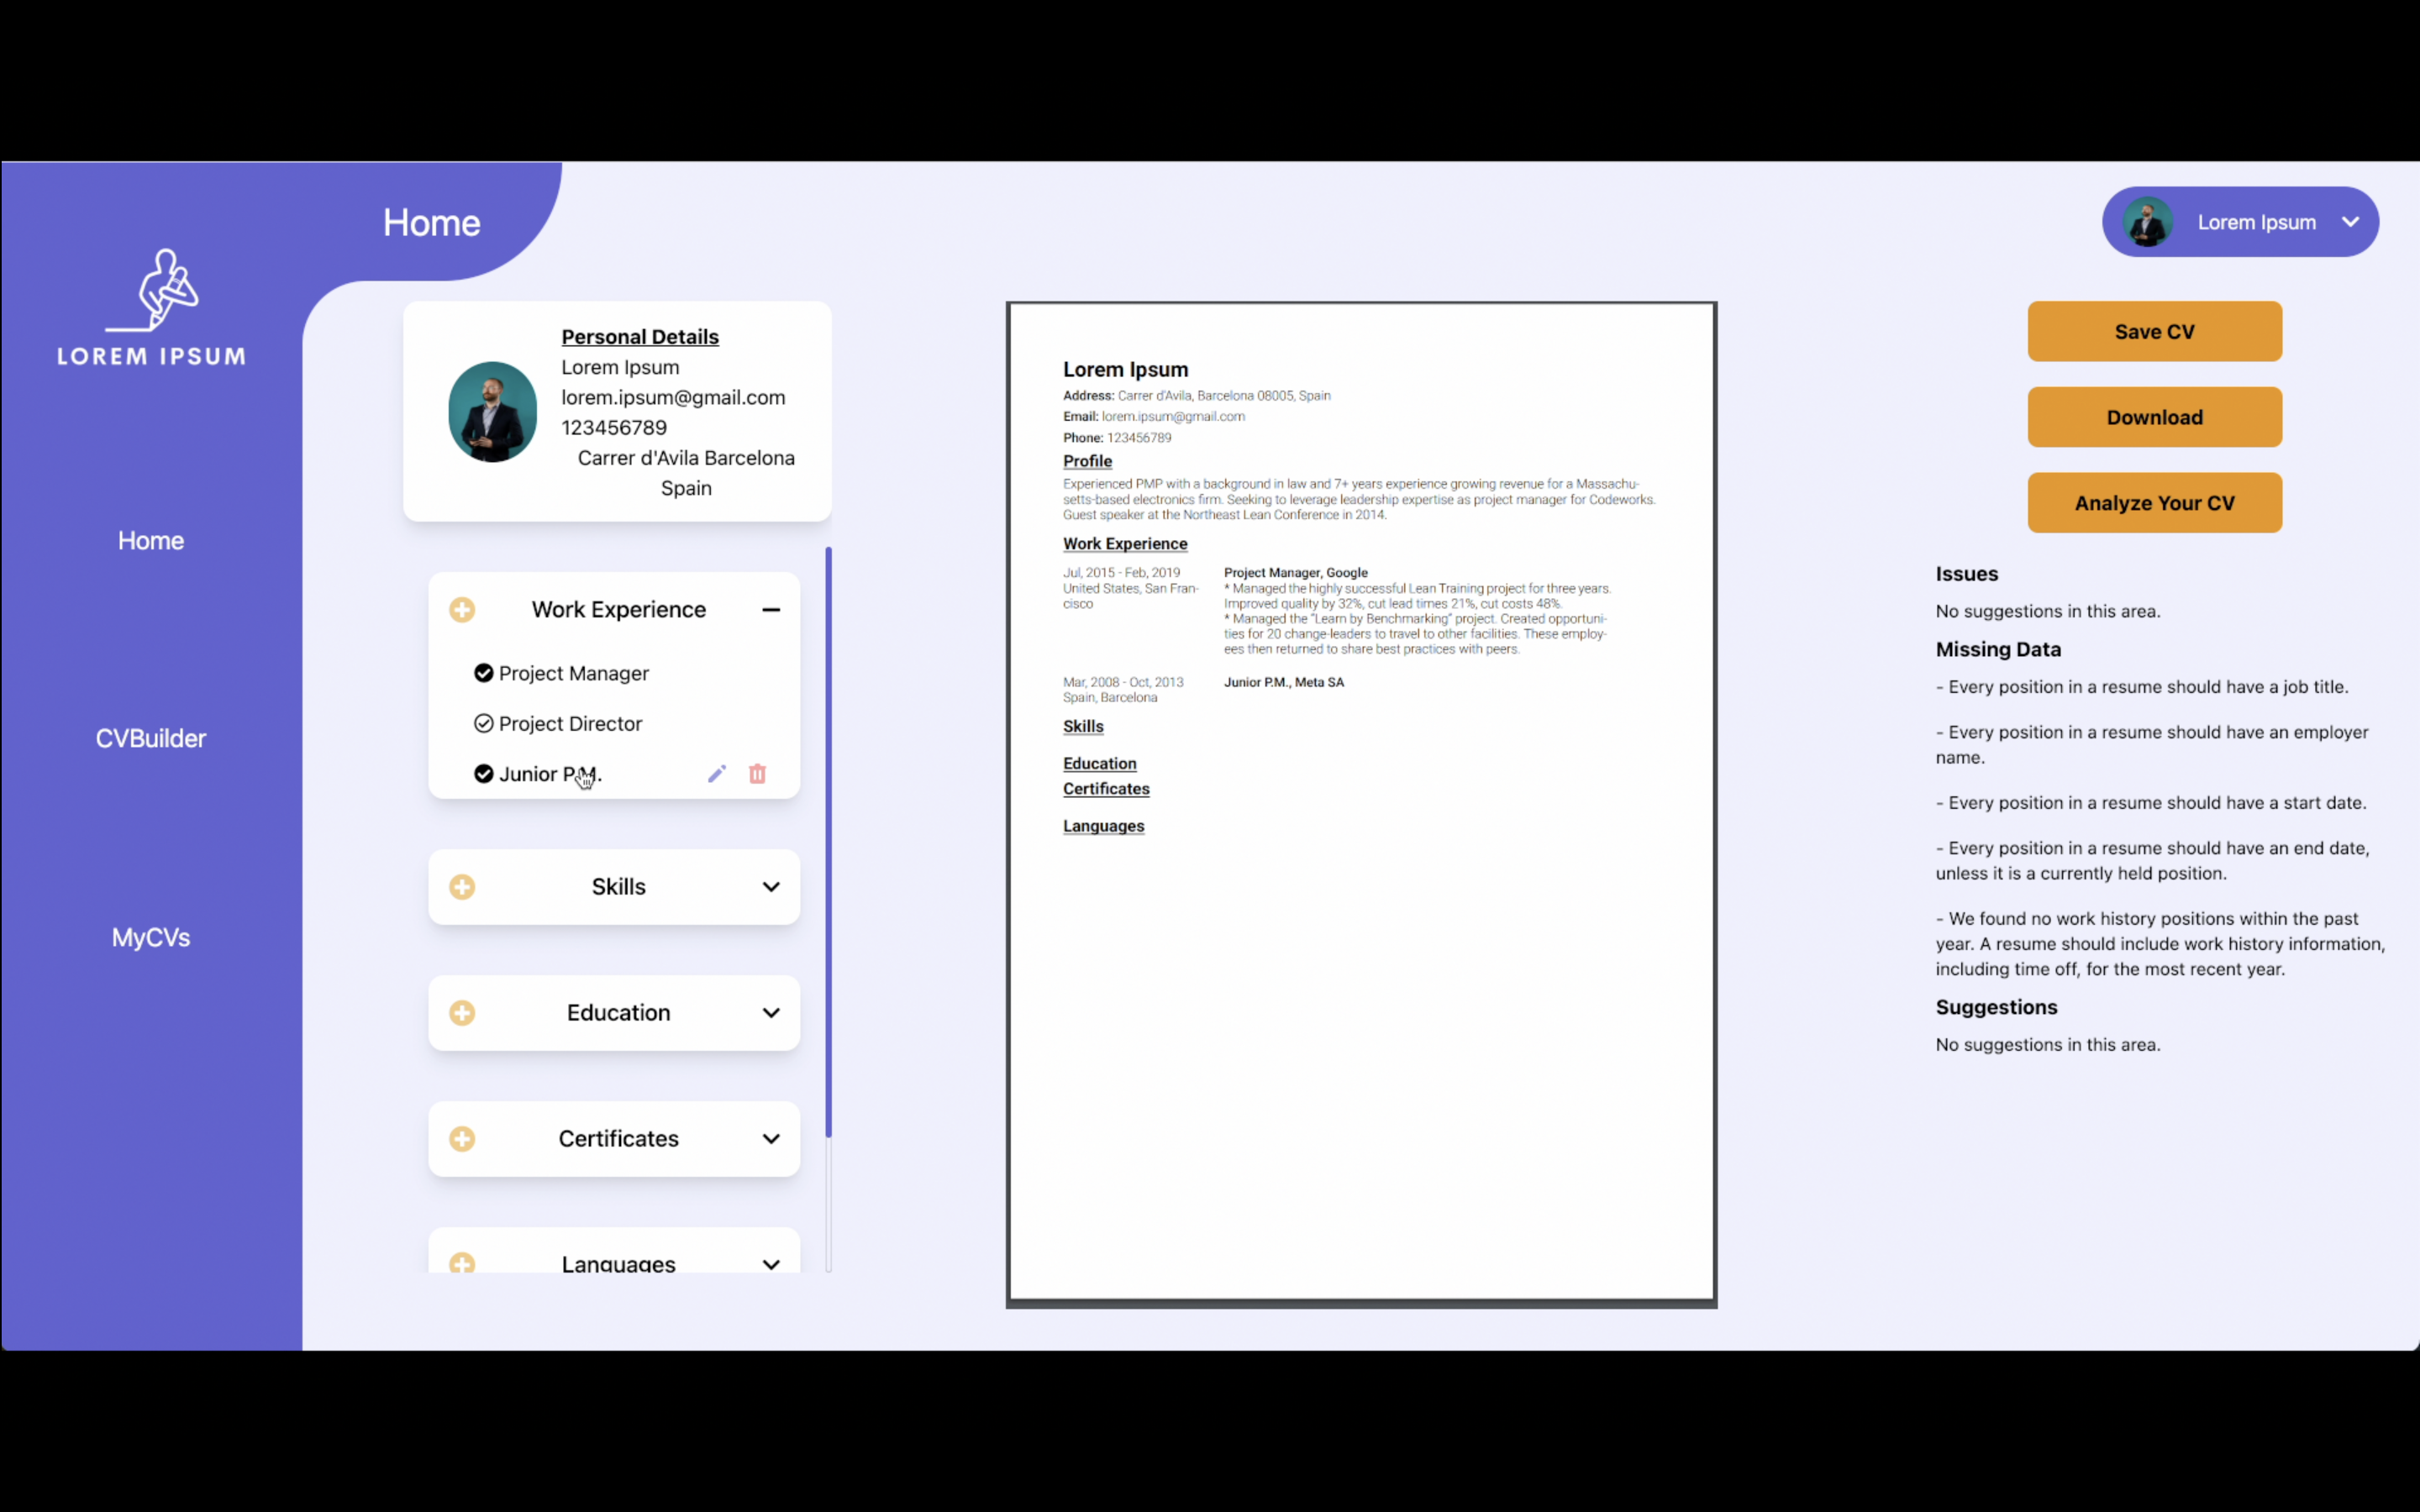 Home
LOREM IPSUM
Home
CVBuilder
MyCVs
Personal Details
Lorem Ipsum
lorem.ipsum@gmail.com
123456789
Carrer d'Avila Barcelona
Spain
Work Experience
Project Manager
Project Director
Junior P.M.
Skills
Education
Certificates
Languages
Lorem Ipsum
Address: Carrer d'Avila, Barcelona 08005, Spain
Email: lorem.ipsum@gmail.com
Phone: 123456789
Profile
Experienced PMP with a background in law and 7+ years experience growing revenue for a Massachu-
setts-based electronics firm. Seeking to leverage leadership expertise as project manager for Codeworks.
Guest speaker at the Northeast Lean Conference in 2014.
Work Experience
Jul, 2015 - Feb, 2019
United States, San Fran-
cisco
Project Manager, Google
* Managed the highly successful Lean Training project for three years.
Improved quality by 32%, cut lead times 21%, cut costs 48%.
* Managed the "Learn by Benchmarking" project. Created opportuni-
ties for 20 change-leaders to travel to other facilities. These employ-
ees then returned to share best practices with peers.
Mar, 2008 - Oct, 2013
Spain, Barcelona
Junior P.M., Meta SA
Skills
Education
Certificates
Languages
Lorem Ipsum
Save CV
Download
Analyze Your CV
Issues
No suggestions in this area.
Missing Data
- Every position in a resume should have a job title.
- Every position in a resume should have an employer
name.
- Every position in a resume should have a start date.
- Every position in a resume should have an end date,
unless it is a currently held position.
- We found no work history positions within the past
year. A resume should include work history information,
including time off, for the most recent year.
Suggestions
No suggestions in this area.